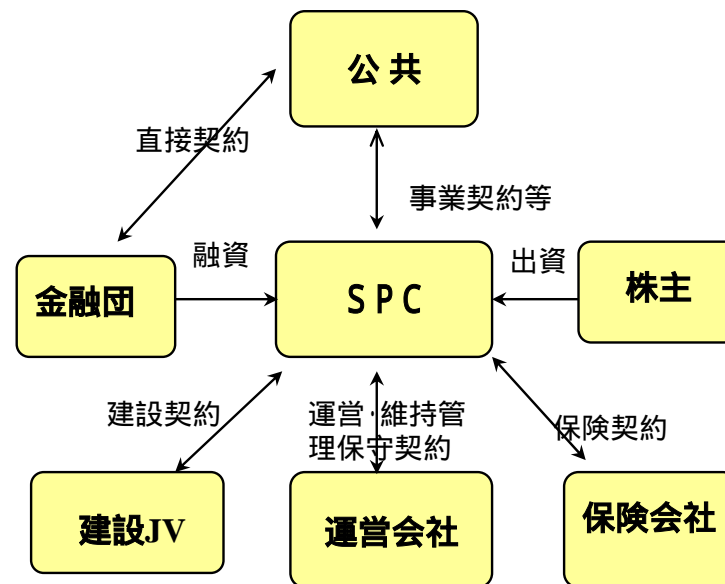 公 共
直接契約
事業契約等
融資
出資
金融団
ＳＰＣ
株主
建設契約
運営・維持管
理保守契約
保険契約
建設JV
運営会社
保険会社